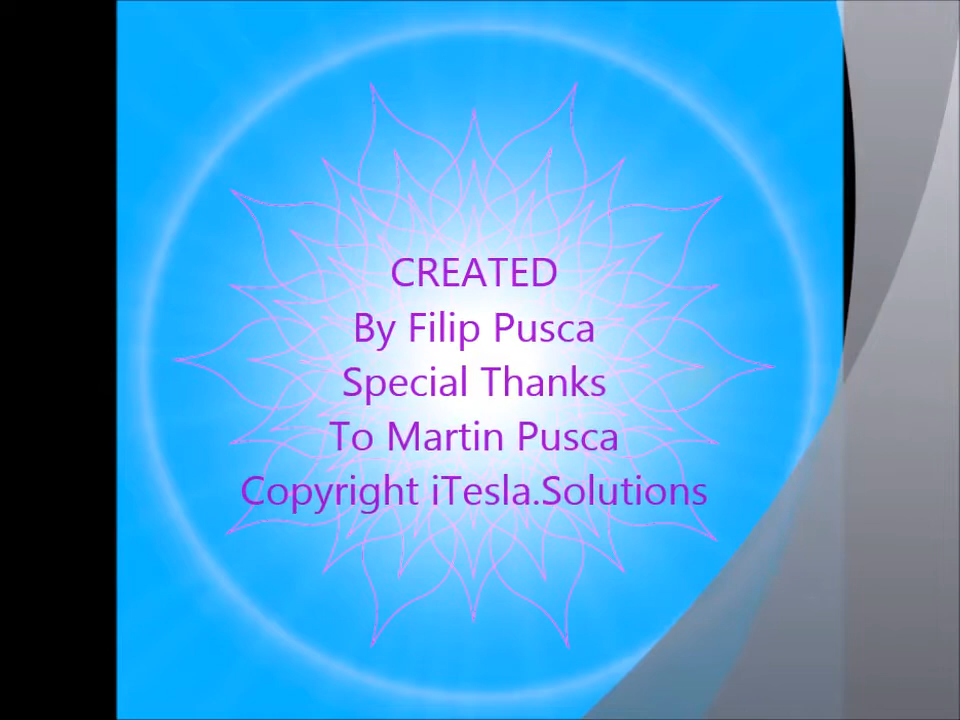 CREATED
By Filip Pusca
Special Thanks
To Martin Pusca
Copyright iTesla.Solutions